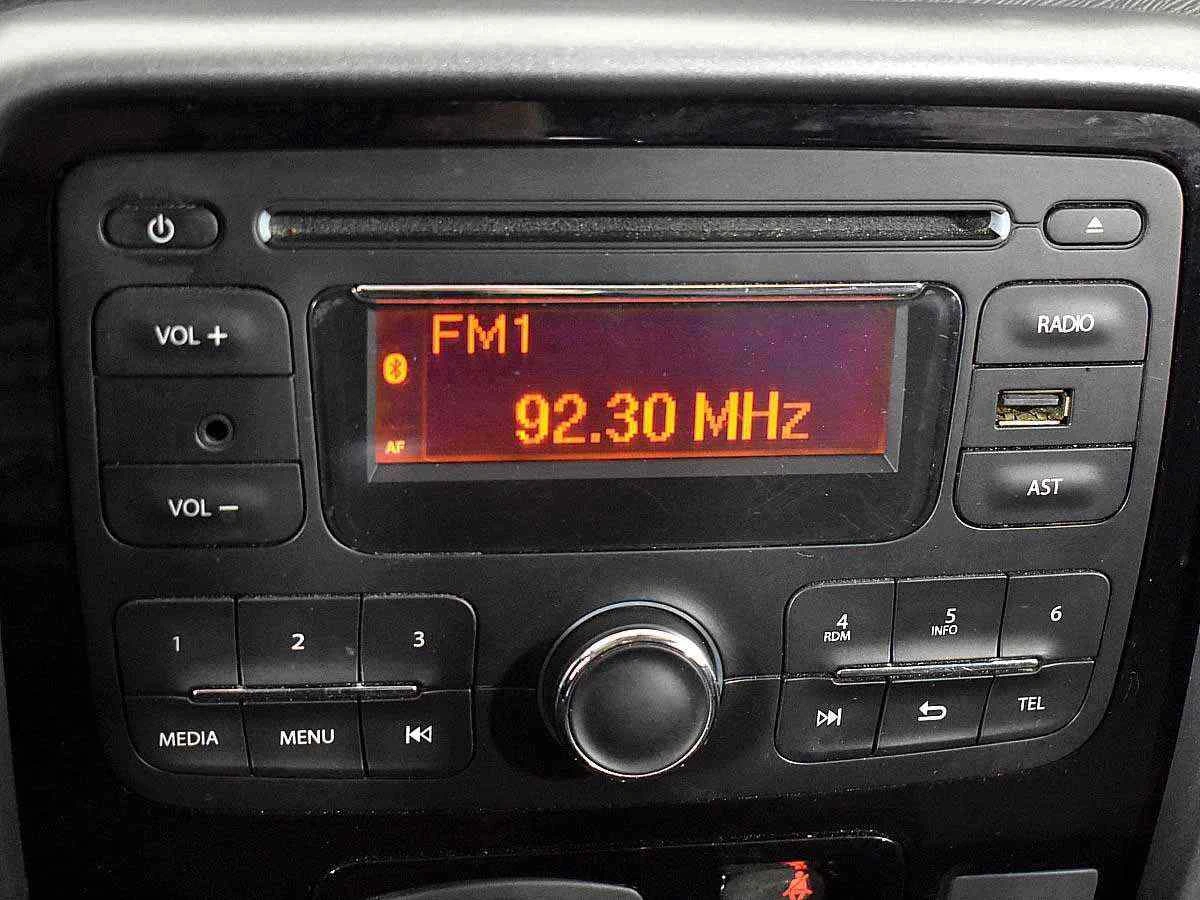 VOL +
FM1
RADIO
AF
92.30 MHz
VOL –
AST
1
2
3
4
RDM
5
INFO
6
MEDIA
MENU
TEL